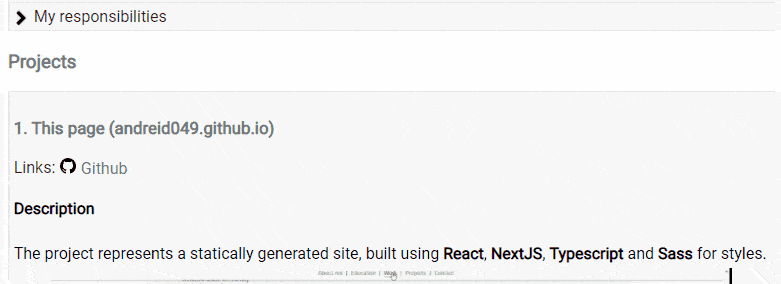 My responsibilities
Projects
1. This page (andreid049.github.io)
Links: Github
Description
The project represents a statically generated site, built using React, NextJS, Typescript and Sass for styles.
About me | Education | Work | Projects | Contact